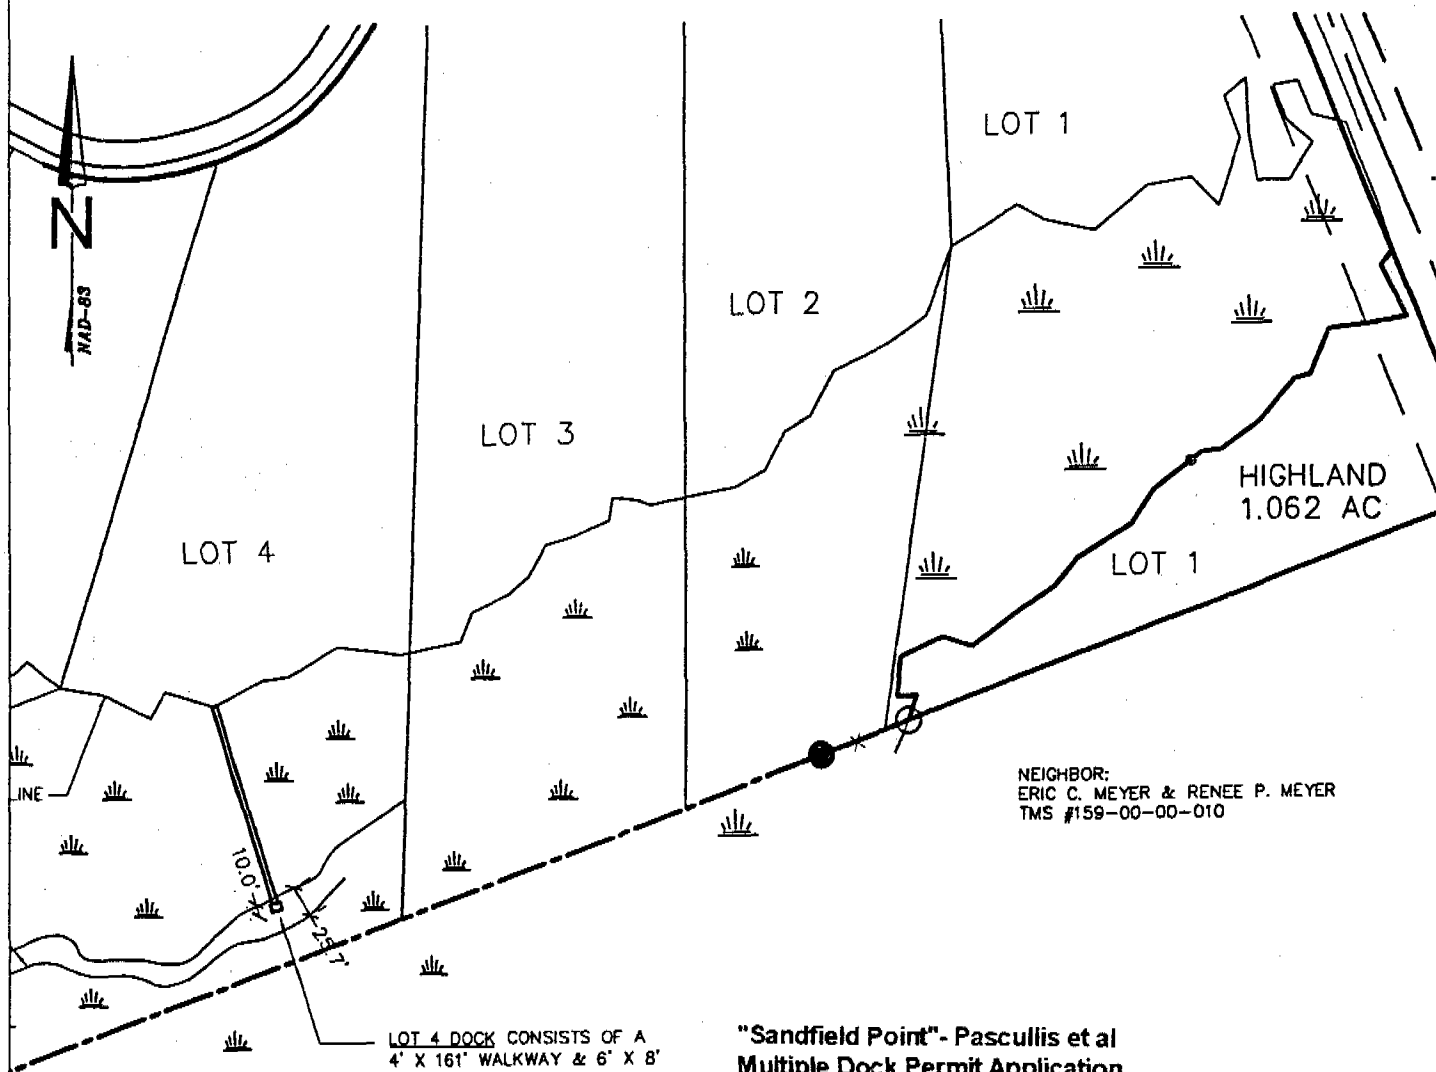 LOT 1
N
NAD-83
LOT 2
LOT 3
HIGHLAND
1.062 AC
LOT 4
LOT 1
NEIGHBOR:
ERIC C. MEYER & RENEE P. MEYER
TMS #159-00-00-010
LINE
10.0'
25.7'
LOT 4 DOCK CONSISTS OF A
4' X 161' WALKWAY & 6' X 8'
"Sandfield Point"- Pascullis et al
Multiple Dock Permit Application